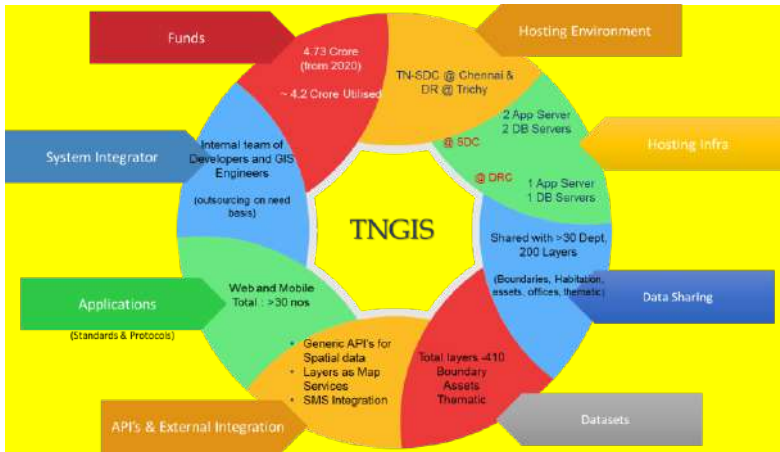 Funds
4.73 Crore
(from 2020)
~ 4.2 Crore Utilised
Hosting Environment
TN-SDC @ Chennai &
DR @ Trichy
System Integrator
Internal team of
Developers and GIS
Engineers
(outsourcing on need
basis)
@ SDC
2 App Server
2 DB Servers
@ DRC
1 App Server
1 DB Servers
Hosting Infra
TNGIS
Applications
(Standards & Protocols)
Web and Mobile
Total : >30 nos
Shared with >30 Dept,
200 Layers
(Boundaries, Habitation,
assets, offices, thematic)
Data Sharing
API's & External Integration
• Generic API's for
Spatial data
• Layers as Map
Services
• SMS Integration
Total layers -410
Boundary
Assets
Thematic
Datasets